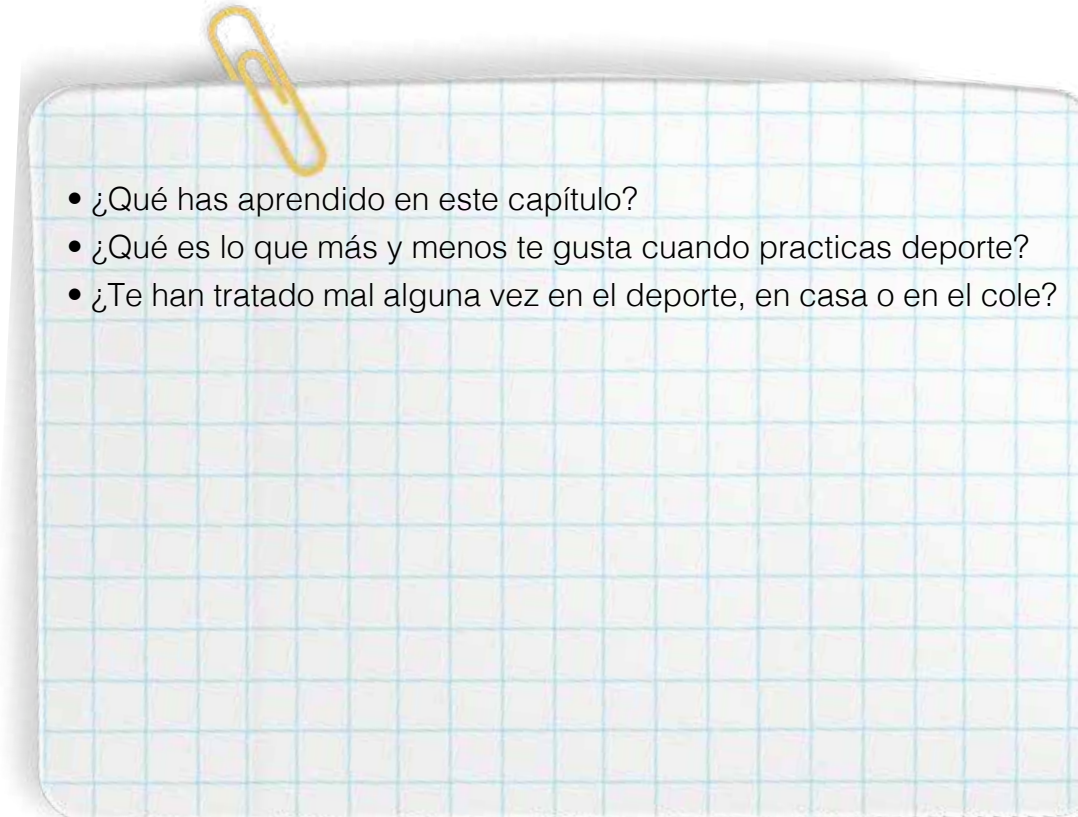 • ¿Qué has aprendido en este capítulo?
• ¿Qué es lo que más y menos te gusta cuando practicas deporte?
• ¿Te han tratado mal alguna vez en el deporte, en casa o en el cole?